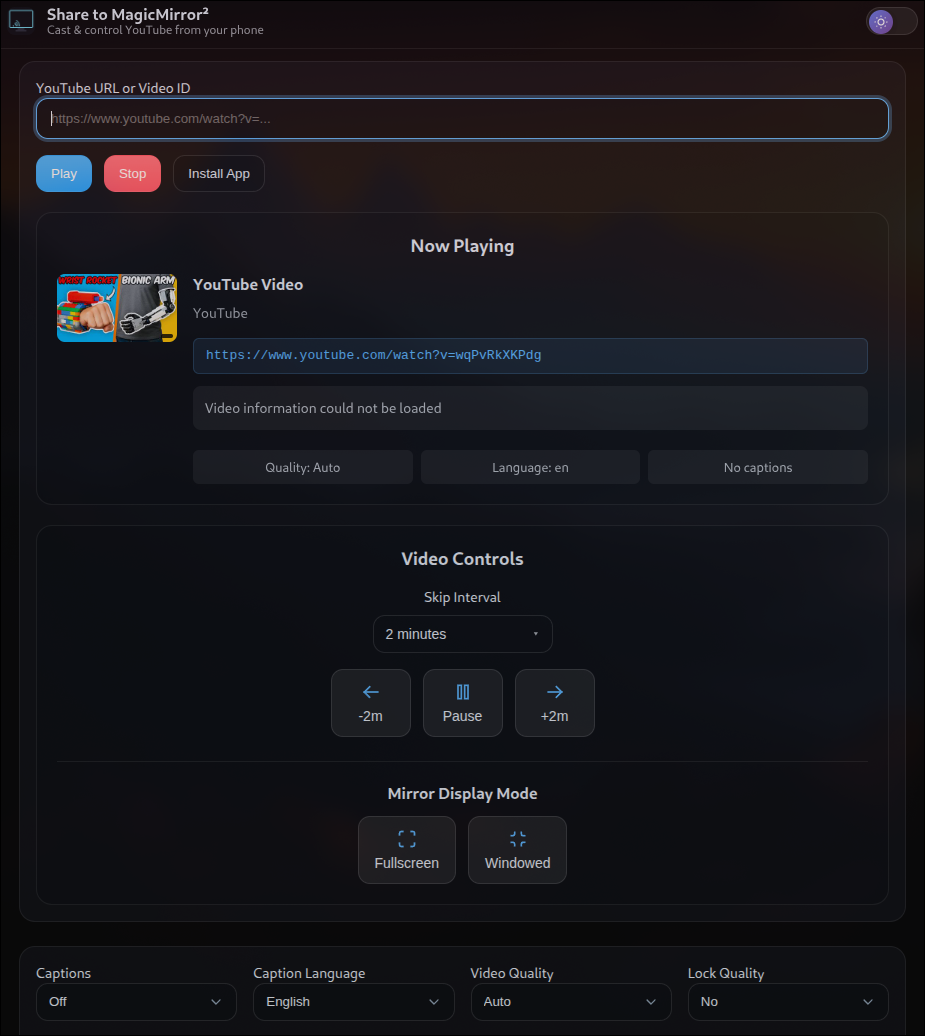 Share to MagicMirror²
Cast & control YouTube from your phone
YouTube URL or Video ID
https://www.youtube.com/watch?v=...
Play
Stop
Install App
Now Playing
WRIST ROCKET
BIONIC ARM
YouTube Video
YouTube
https://www.youtube.com/watch?v=wqPvRkXKPdg
Video information could not be loaded
Quality: Auto
Language: en
No captions
Video Controls
Skip Interval
2 minutes
-2m
Pause
+2m
Mirror Display Mode
Fullscreen
Windowed
Captions
Caption Language
Video Quality
Lock Quality
Off
English
Auto
No